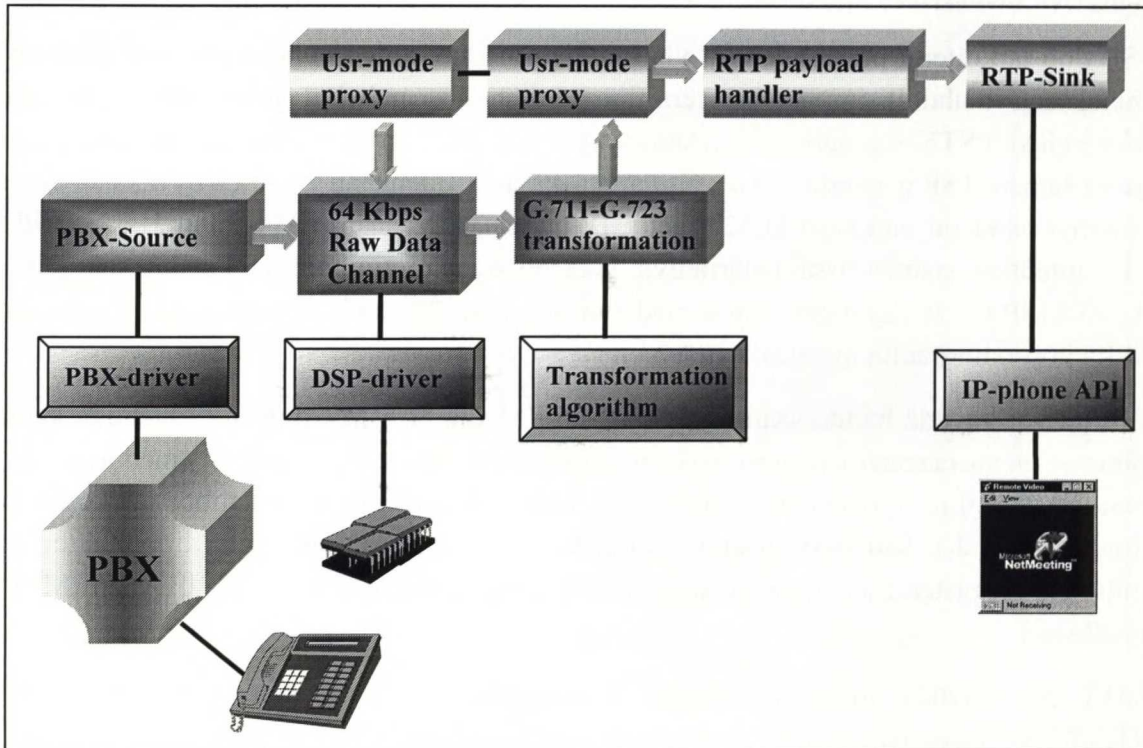 Usr-mode
proxy
Usr-mode
proxy
RTP payload
handler
RTP-Sink
PBX-Source
64 Kbps
Raw Data
Channel
G.711-G.723
transformation
PBX-driver
DSP-driver
Transformation
algorithm
IP-phone API
PBX
Remote Video
Edit View
Microsoft
NetMeeting
Not Receiving